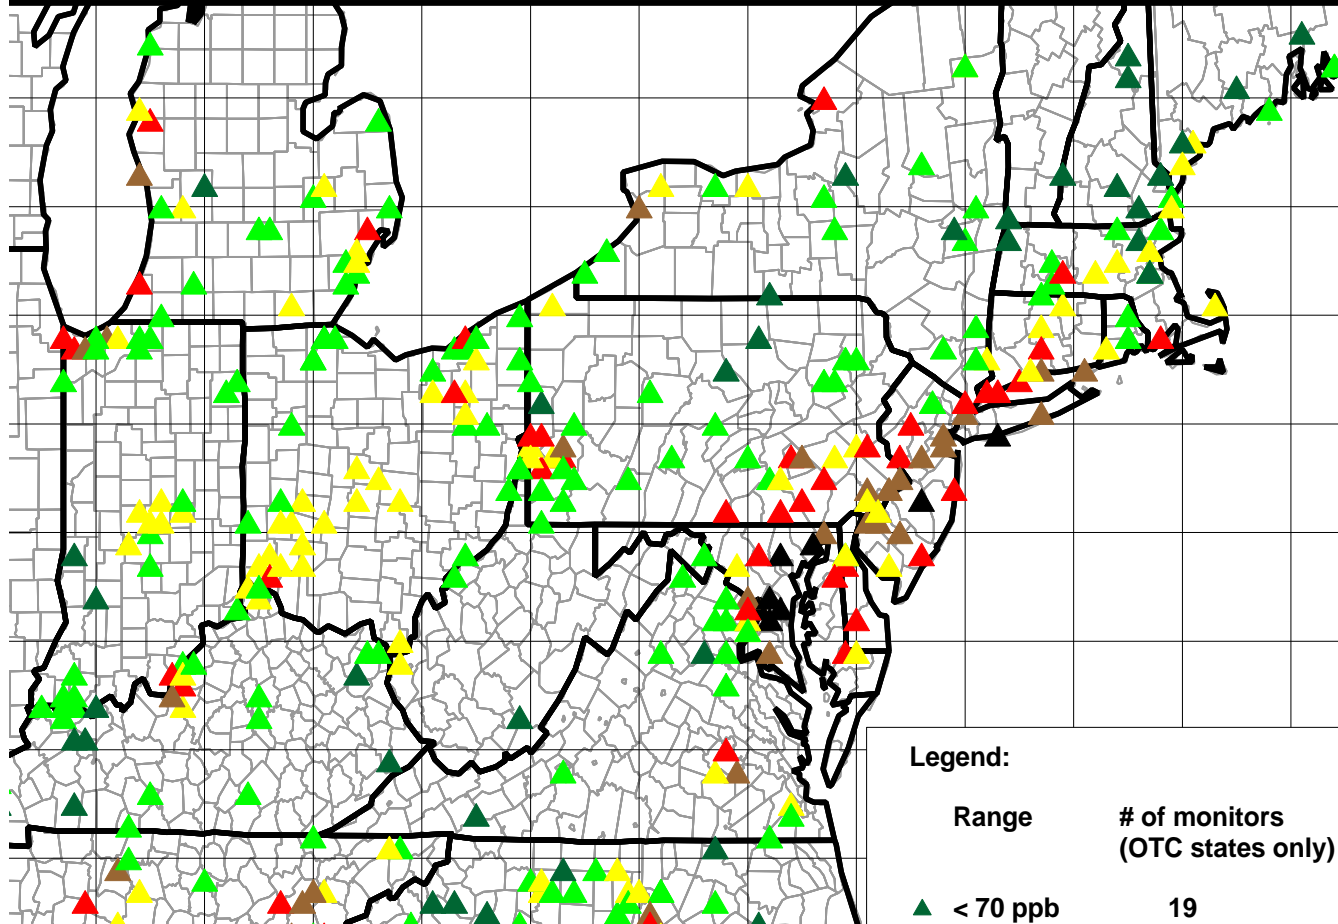 Legend:
Range # of monitors
(OTC states only)
< 70 ppb 19